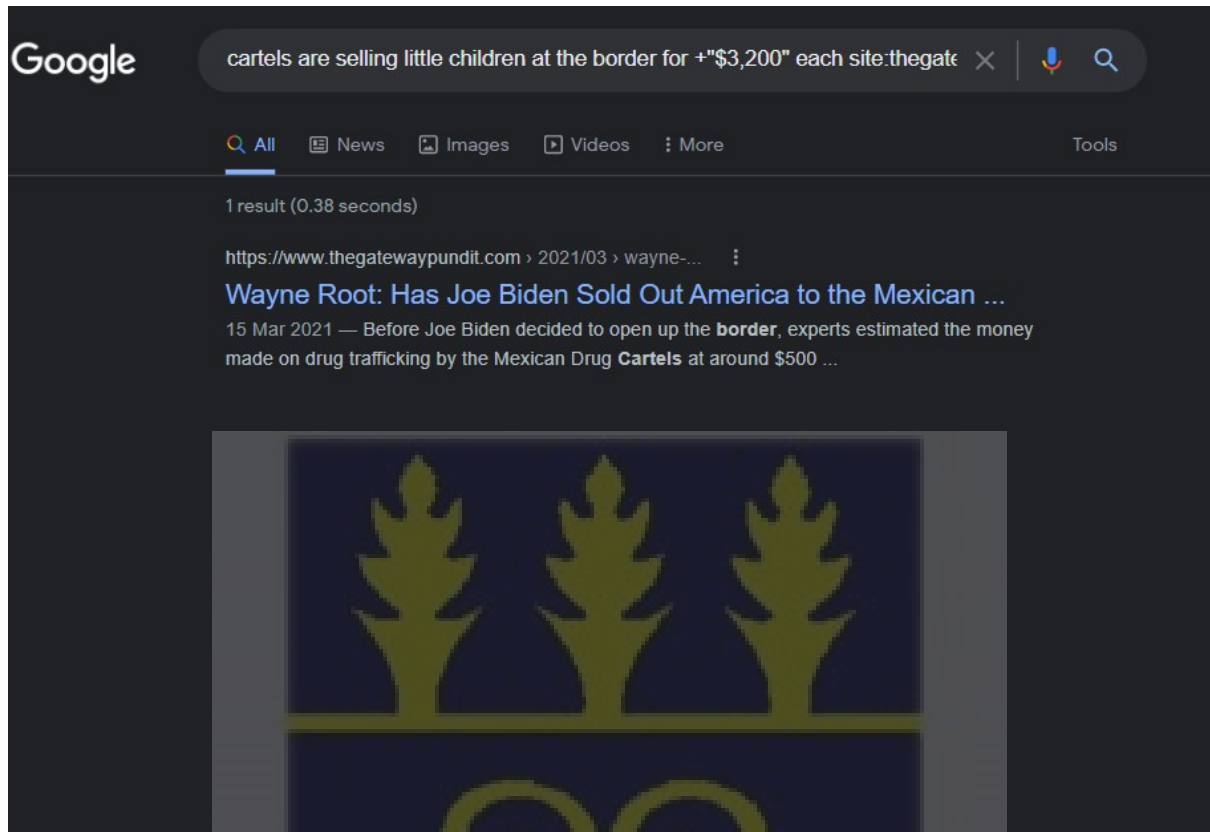 Google
cartels are selling little children at the border for +"$3,200" each site:thegate
All News Images Videos More Tools
1 result (0.38 seconds)
https://www.thegatewaypundit.com › 2021/03 › wayne-...
Wayne Root: Has Joe Biden Sold Out America to the Mexican ...
15 Mar 2021 — Before Joe Biden decided to open up the border, experts estimated the money
made on drug trafficking by the Mexican Drug Cartels at around $500 ...